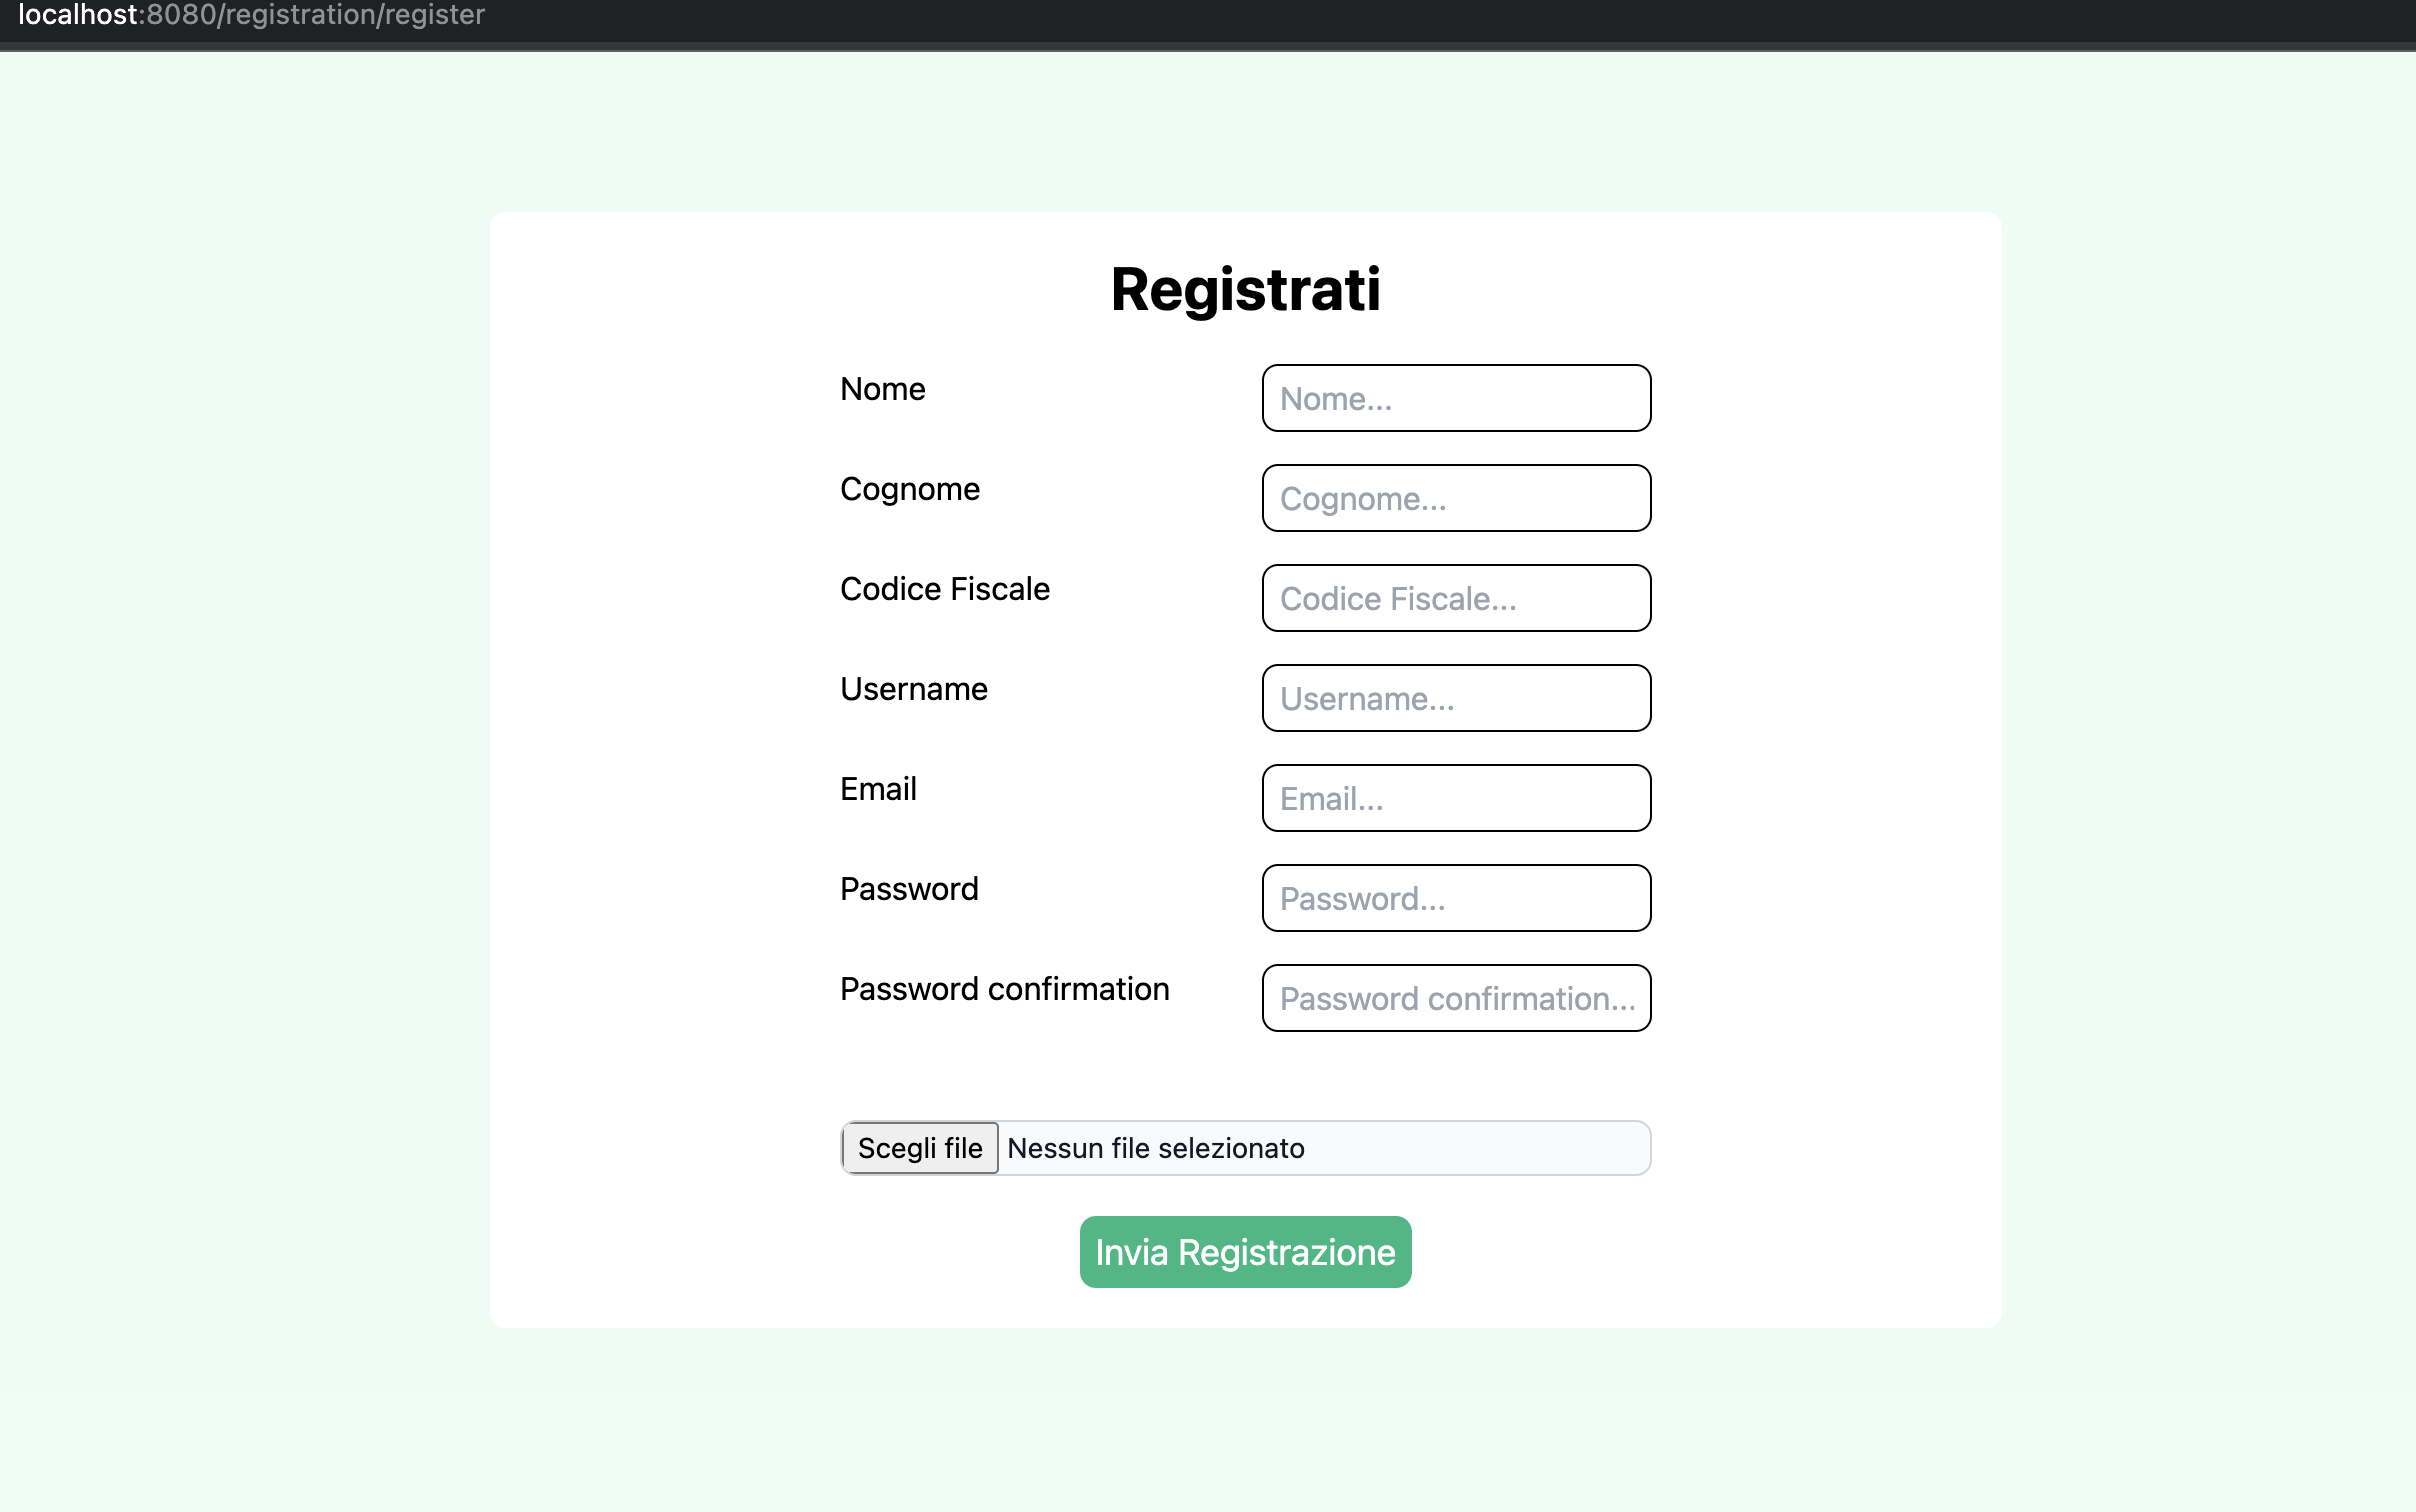 localhost:8080/registration/register
Registrati
Nome
Nome...
Cognome
Cognome...
Codice Fiscale
Codice Fiscale...
Username
Username...
Email
Email...
Password
Password...
Password confirmation
Password confirmation...
Scegli file Nessun file selezionato
Invia Registrazione